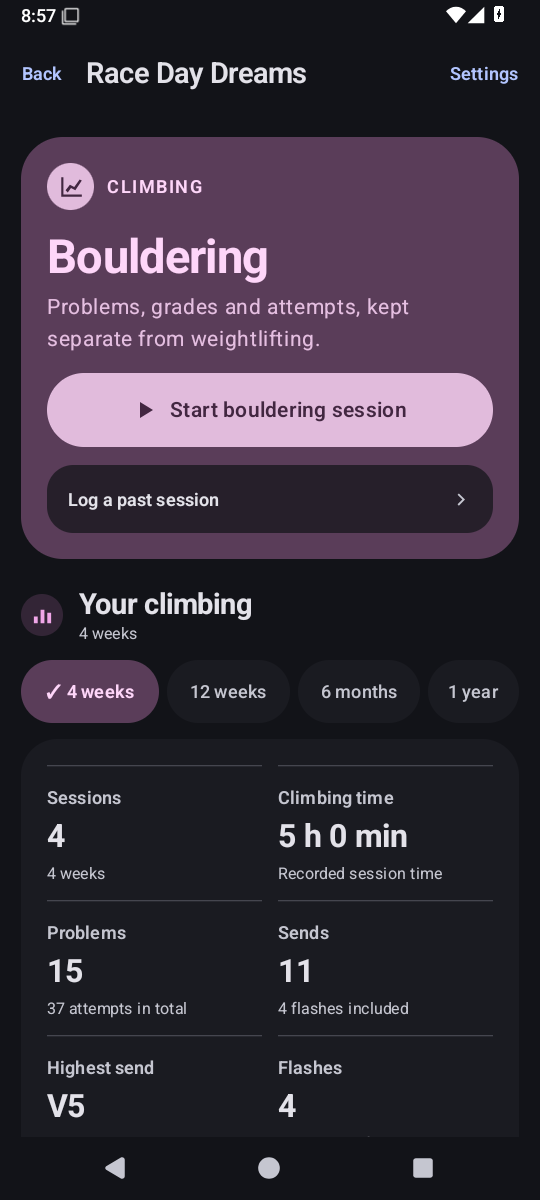 8:57
Back Race Day Dreams Settings
CLIMBING
Bouldering
Problems, grades and attempts, kept
separate from weightlifting.
Start bouldering session
Log a past session
Your climbing
4 weeks
✓ 4 weeks 12 weeks 6 months 1 year
Sessions Climbing time
4 5 h 0 min
4 weeks Recorded session time
Problems Sends
15 11
37 attempts in total 4 flashes included
Highest send Flashes
V5 4